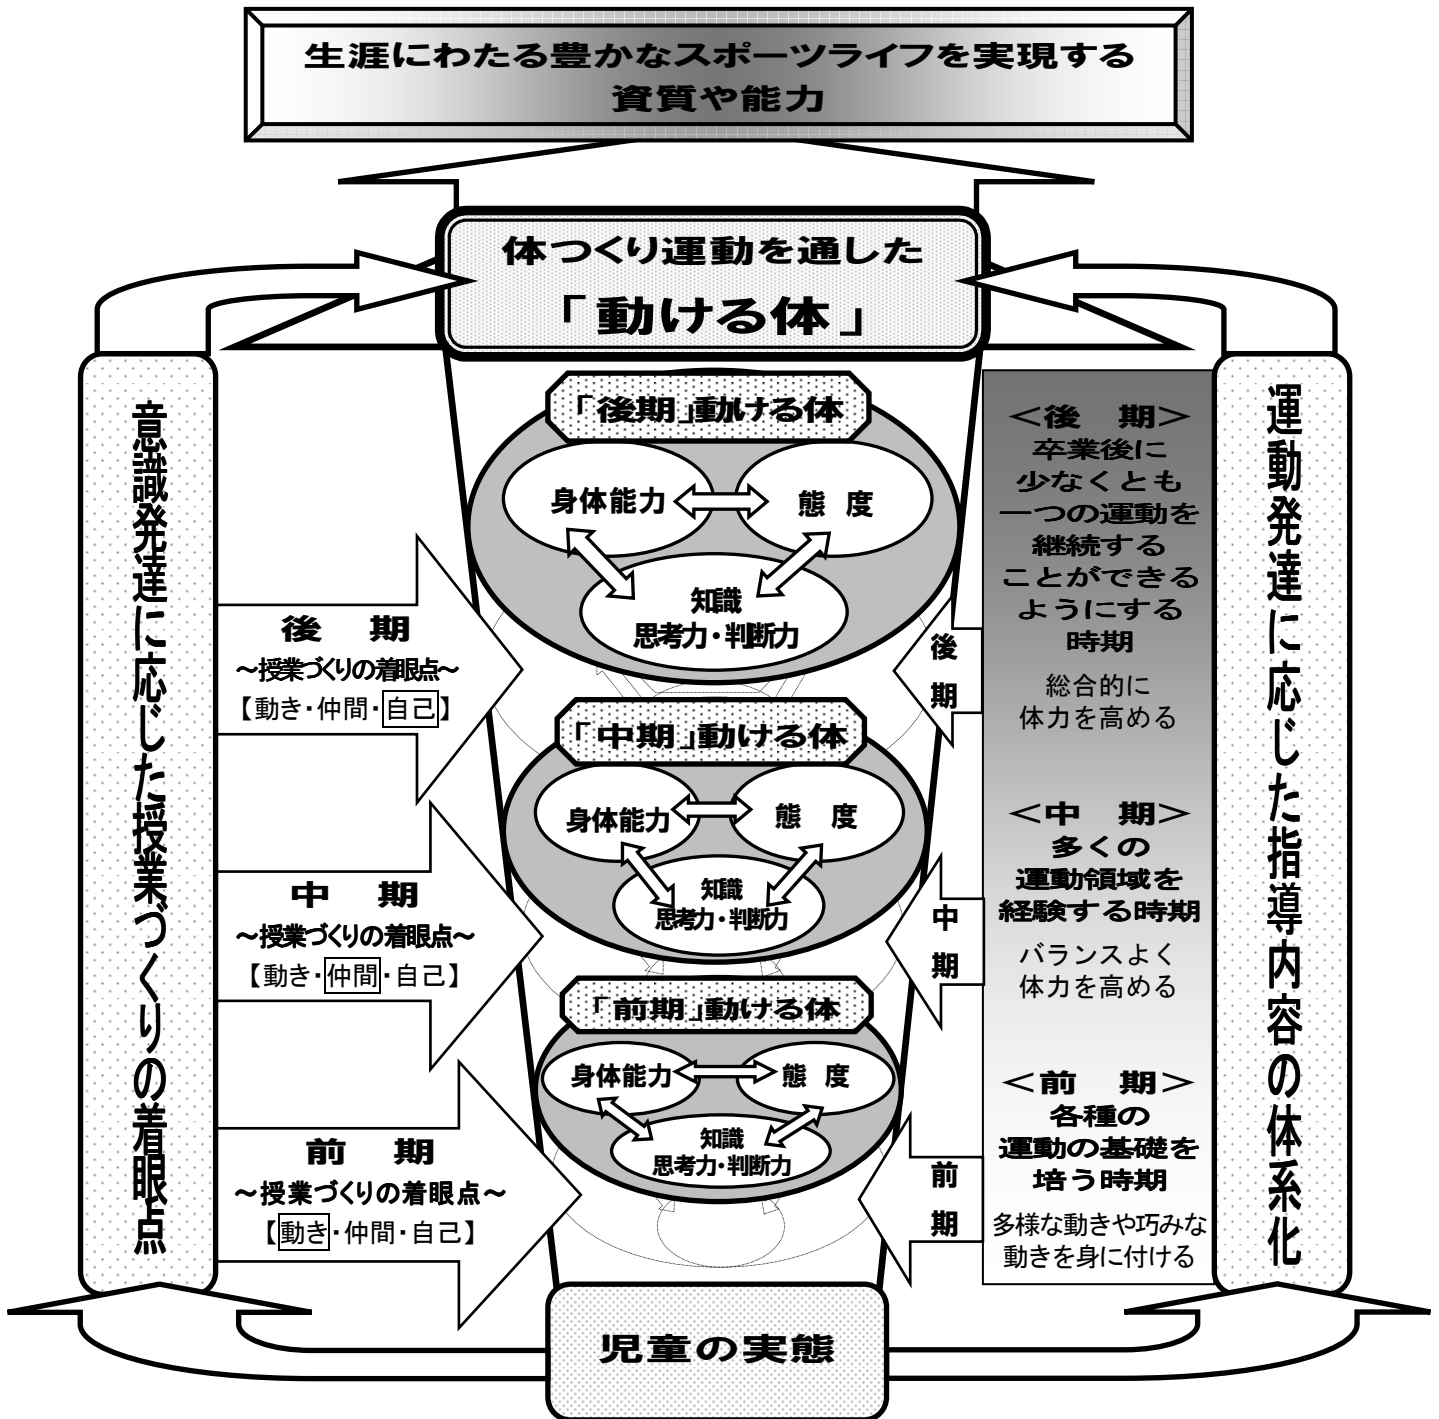 生涯にわたる豊かなスポーツライフを実現する
資質や能力
体つくり運動を通した
「動ける体」
意識発達に応じた授業づくりの着眼点
後　期
～授業づくりの着眼点～
【動き・仲間・自己】
中　期
～授業づくりの着眼点～
【動き・仲間・自己】
前　期
～授業づくりの着眼点～
【動き・仲間・自己】
「後期」動ける体
身体能力
態　度
知識
思考力・判断力
「中期」動ける体
身体能力
態　度
知識
思考力・判断力
「前期」動ける体
身体能力
態　度
知識
思考力・判断力
後
期
中
期
前
期
＜後　期＞
卒業後に
少なくとも
一つの運動を
継続する
ことができる
ようにする
時期
総合的に
体力を高める
＜中　期＞
多くの
運動領域を
経験する時期
バランスよく
体力を高める
＜前　期＞
各種の
運動の基礎を
培う時期
多様な動きや巧みな
動きを身に付ける
運動発達に応じた指導内容の体系化
児童の実態